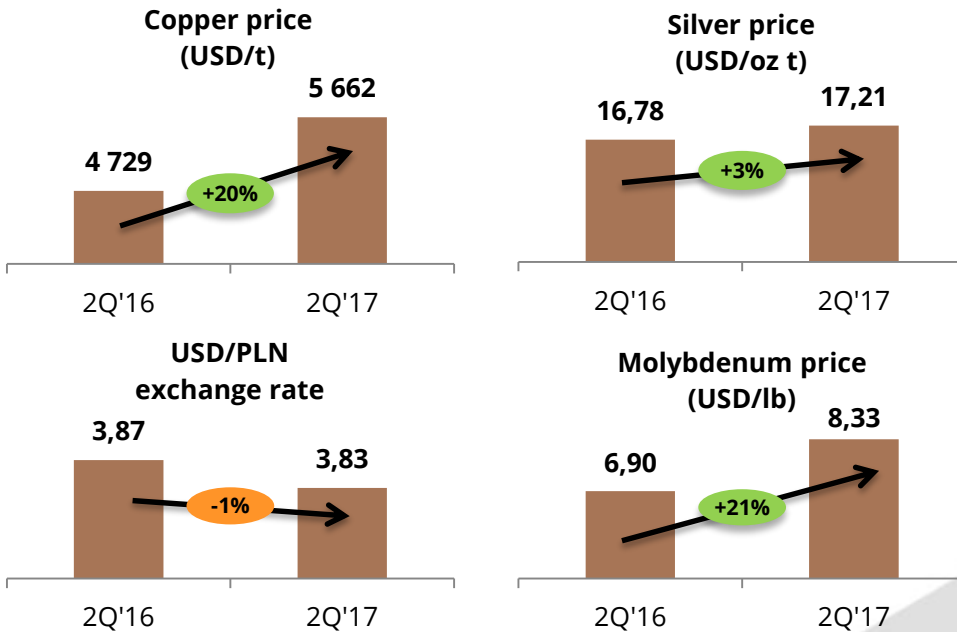 Copper price
(USD/t)
5 662
4 729
+20%
2Q'16
2Q'17
Silver price
(USD/oz t)
17,21
16,78
+3%
2Q'16
2Q'17
USD/PLN
exchange rate
3,87
3,83
-1%
2Q'16
2Q'17
Molybdenum price
(USD/lb)
8,33
6,90
+21%
2Q'16
2Q'17